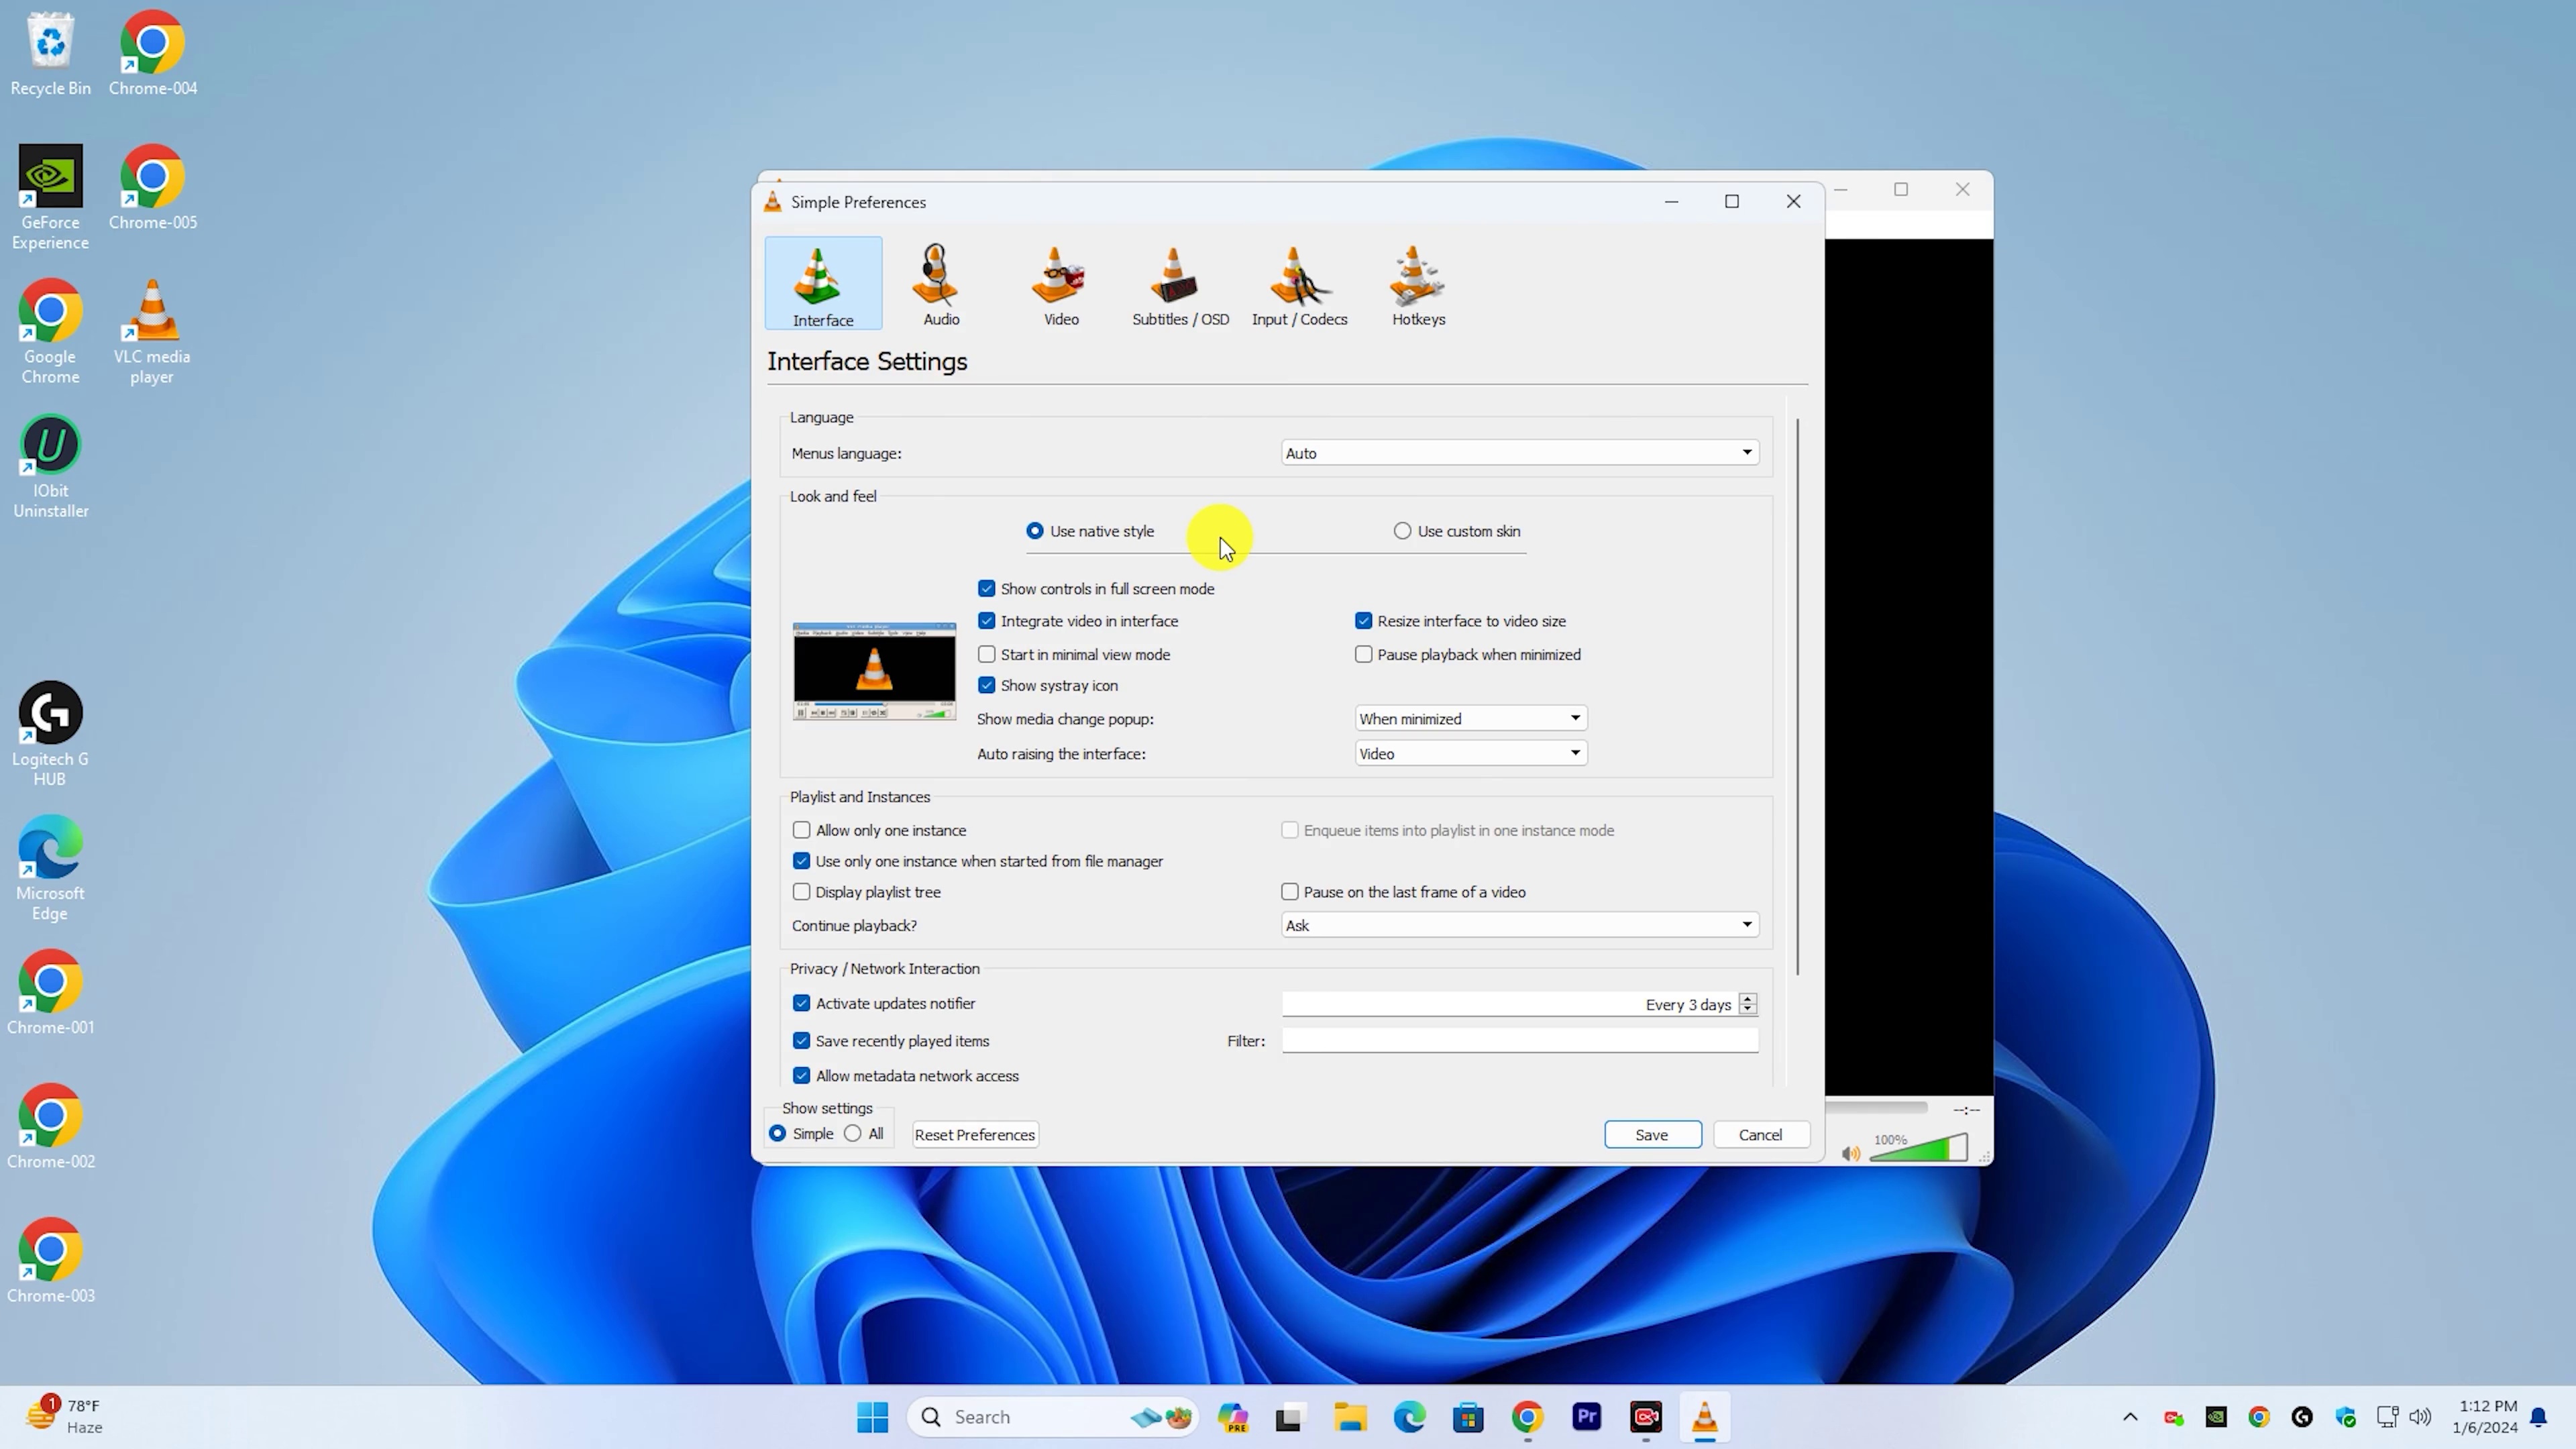 Recycle Bin
Chrome-004
GeForce
Experience
Chrome-005
Google
Chrome
VLC media
player
IObit
Uninstaller
Logitech G
HUB
Microsoft
Edge
Chrome-001
Chrome-002
Chrome-003
Simple Preferences
Interface
Audio
Video
Subtitles / OSD
Input / Codecs
Hotkeys
Interface Settings
Language
Menus language:
Auto
Look and feel
Use native style
Use custom skin
Show controls in full screen mode
Integrate video in interface
Resize interface to video size
Start in minimal view mode
Pause playback when minimized
Show systray icon
Show media change popup:
When minimized
Auto raising the interface:
Video
Playlist and Instances
Allow only one instance
Enqueue items into playlist in one instance mode
Use only one instance when started from file manager
Display playlist tree
Pause on the last frame of a video
Continue playback?
Ask
Privacy / Network Interaction
Activate updates notifier
Every 3 days
Save recently played items
Filter:
Allow metadata network access
Show settings
Simple
All
Reset Preferences
Save
Cancel
--:--
100%
1
78°F
Haze
Search
PRE
Pr
1:12 PM
1/6/2024